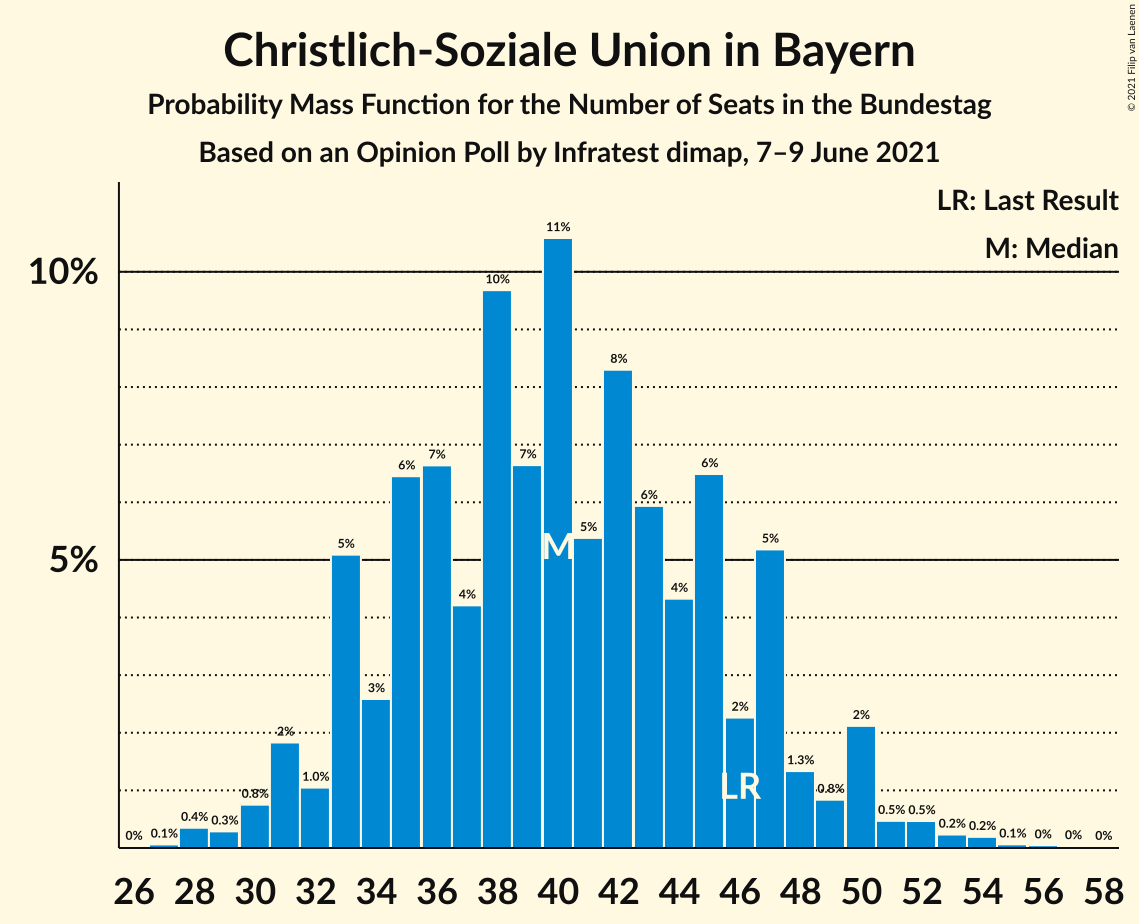 Christlich-Soziale Union in Bayern
Probability Mass Function for the Number of Seats in the Bundestag
Based on an Opinion Poll by Infratest dimap, 7–9 June 2021
© 2021 Filip van Laenen
LR: Last Result
M: Median
10%
5%
0% 0.1% 0.4% 0.3% 0.8% 2% 1.0% 5% 3% 6% 7% 4% 10% 7% 11% 5% 8% 6% 4% 6% 2% 5% 1.3% 0.8% 2% 0.5% 0.5% 0.2% 0.2% 0.1% 0% 0% 0%
M
LR
26 28 30 32 34 36 38 40 42 44 46 48 50 52 54 56 58